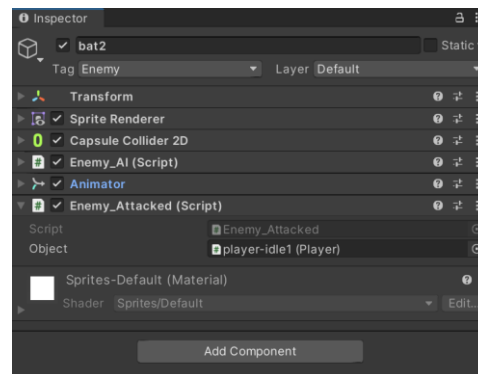 Inspector
bat2 Static
Tag Enemy Layer Default
Transform
Sprite Renderer
Capsule Collider 2D
Enemy_AI (Script)
Animator
Enemy_Attacked (Script)
Script Enemy_Attacked
Object player-idle1 (Player)
Sprites-Default (Material)
Shader Sprites/Default Edit...
Add Component